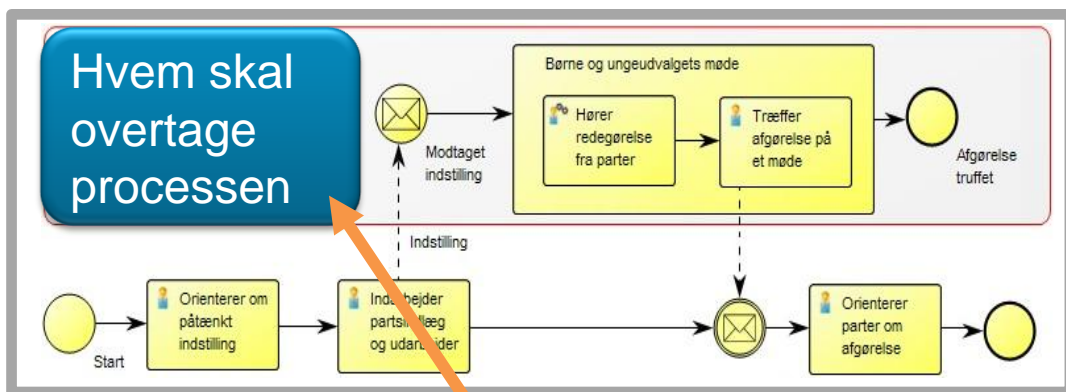 Hvem skal
overtage
processen
Børne og ungeudvalgets møde
Hører
redegørelse
fra parter
Træffer
afgørelse på
et møde
Modtaget
indstilling
Afgørelse
truffet
Indstilling
Start
Orienterer om
påtænkt
indstilling
Indarbejder
og udarbejder
Orienterer
parter om
afgørelse